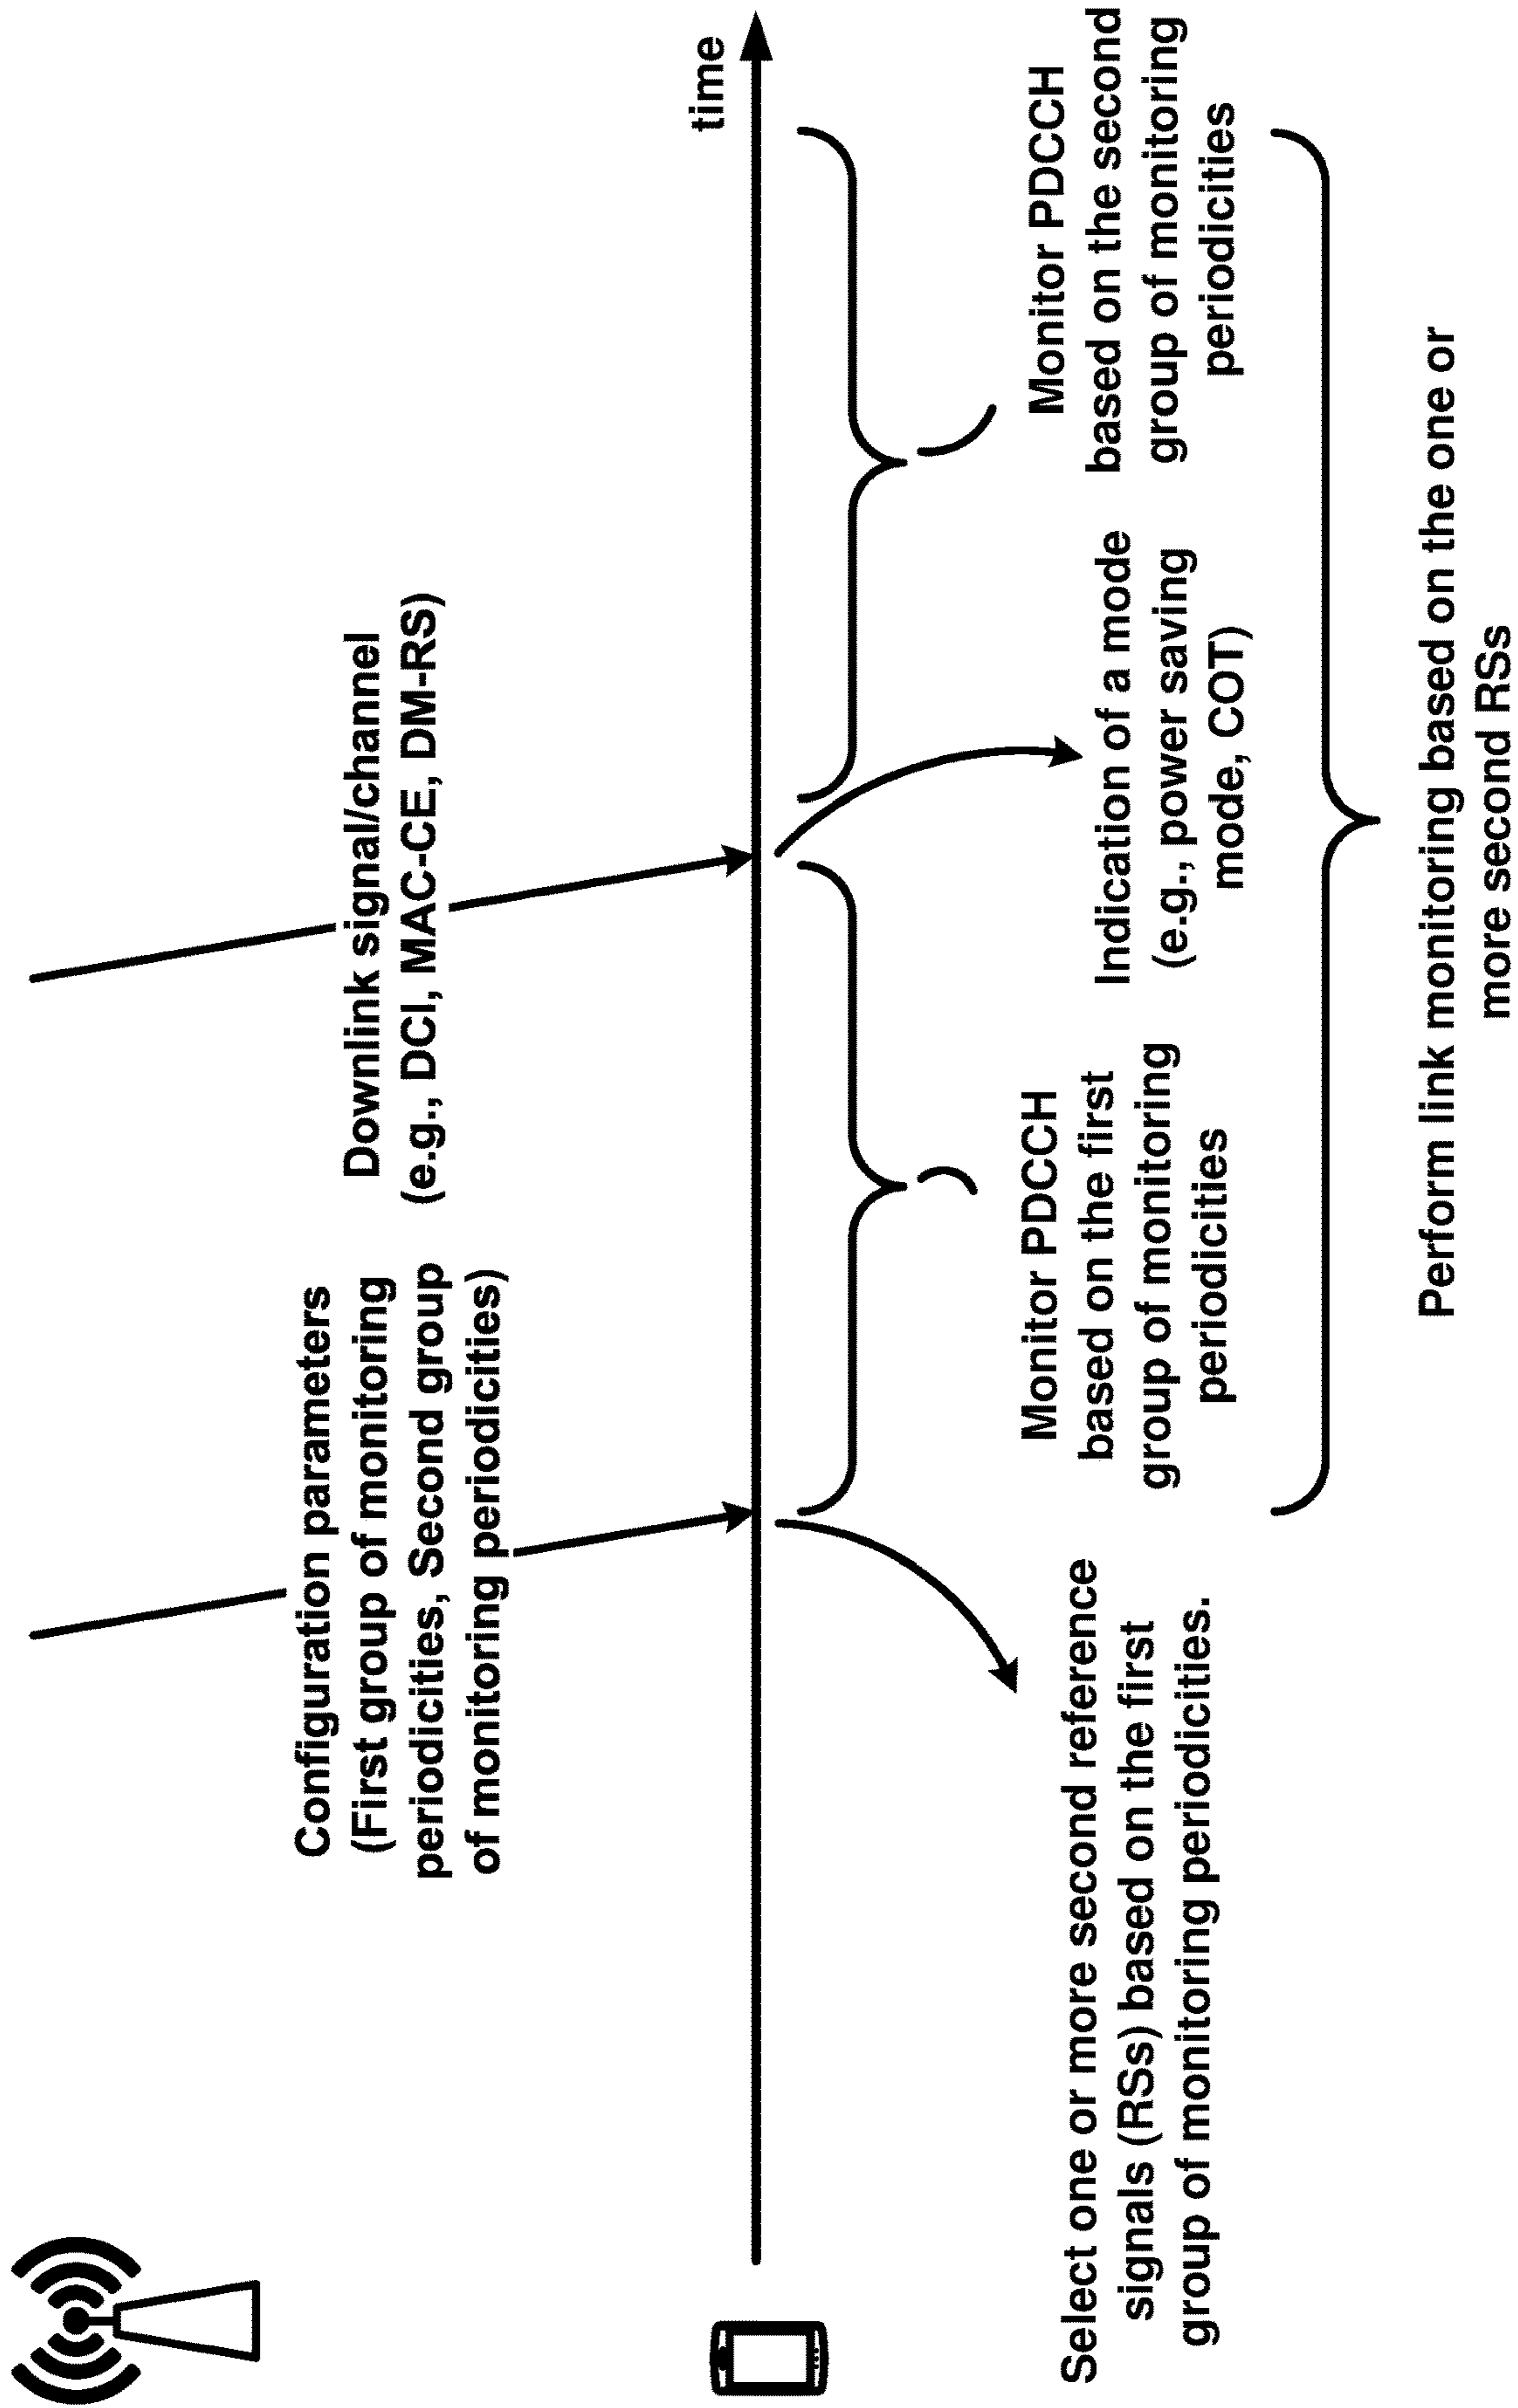 Configuration parameters
(First group of monitoring
periodicities, Second group
of monitoring periodicities)
Downlink signal/channel
(e.g., DCI, MAC-CE, DM-RS)
time
Select one or more second reference
signals (RSs) based on the first
group of monitoring periodicities.
Monitor PDCCH
based on the first
group of monitoring
periodicities
Indication of a mode
(e.g., power saving
mode, COT)
Monitor PDCCH
based on the second
group of monitoring
periodicities
Perform link monitoring based on the one or
more second RSs